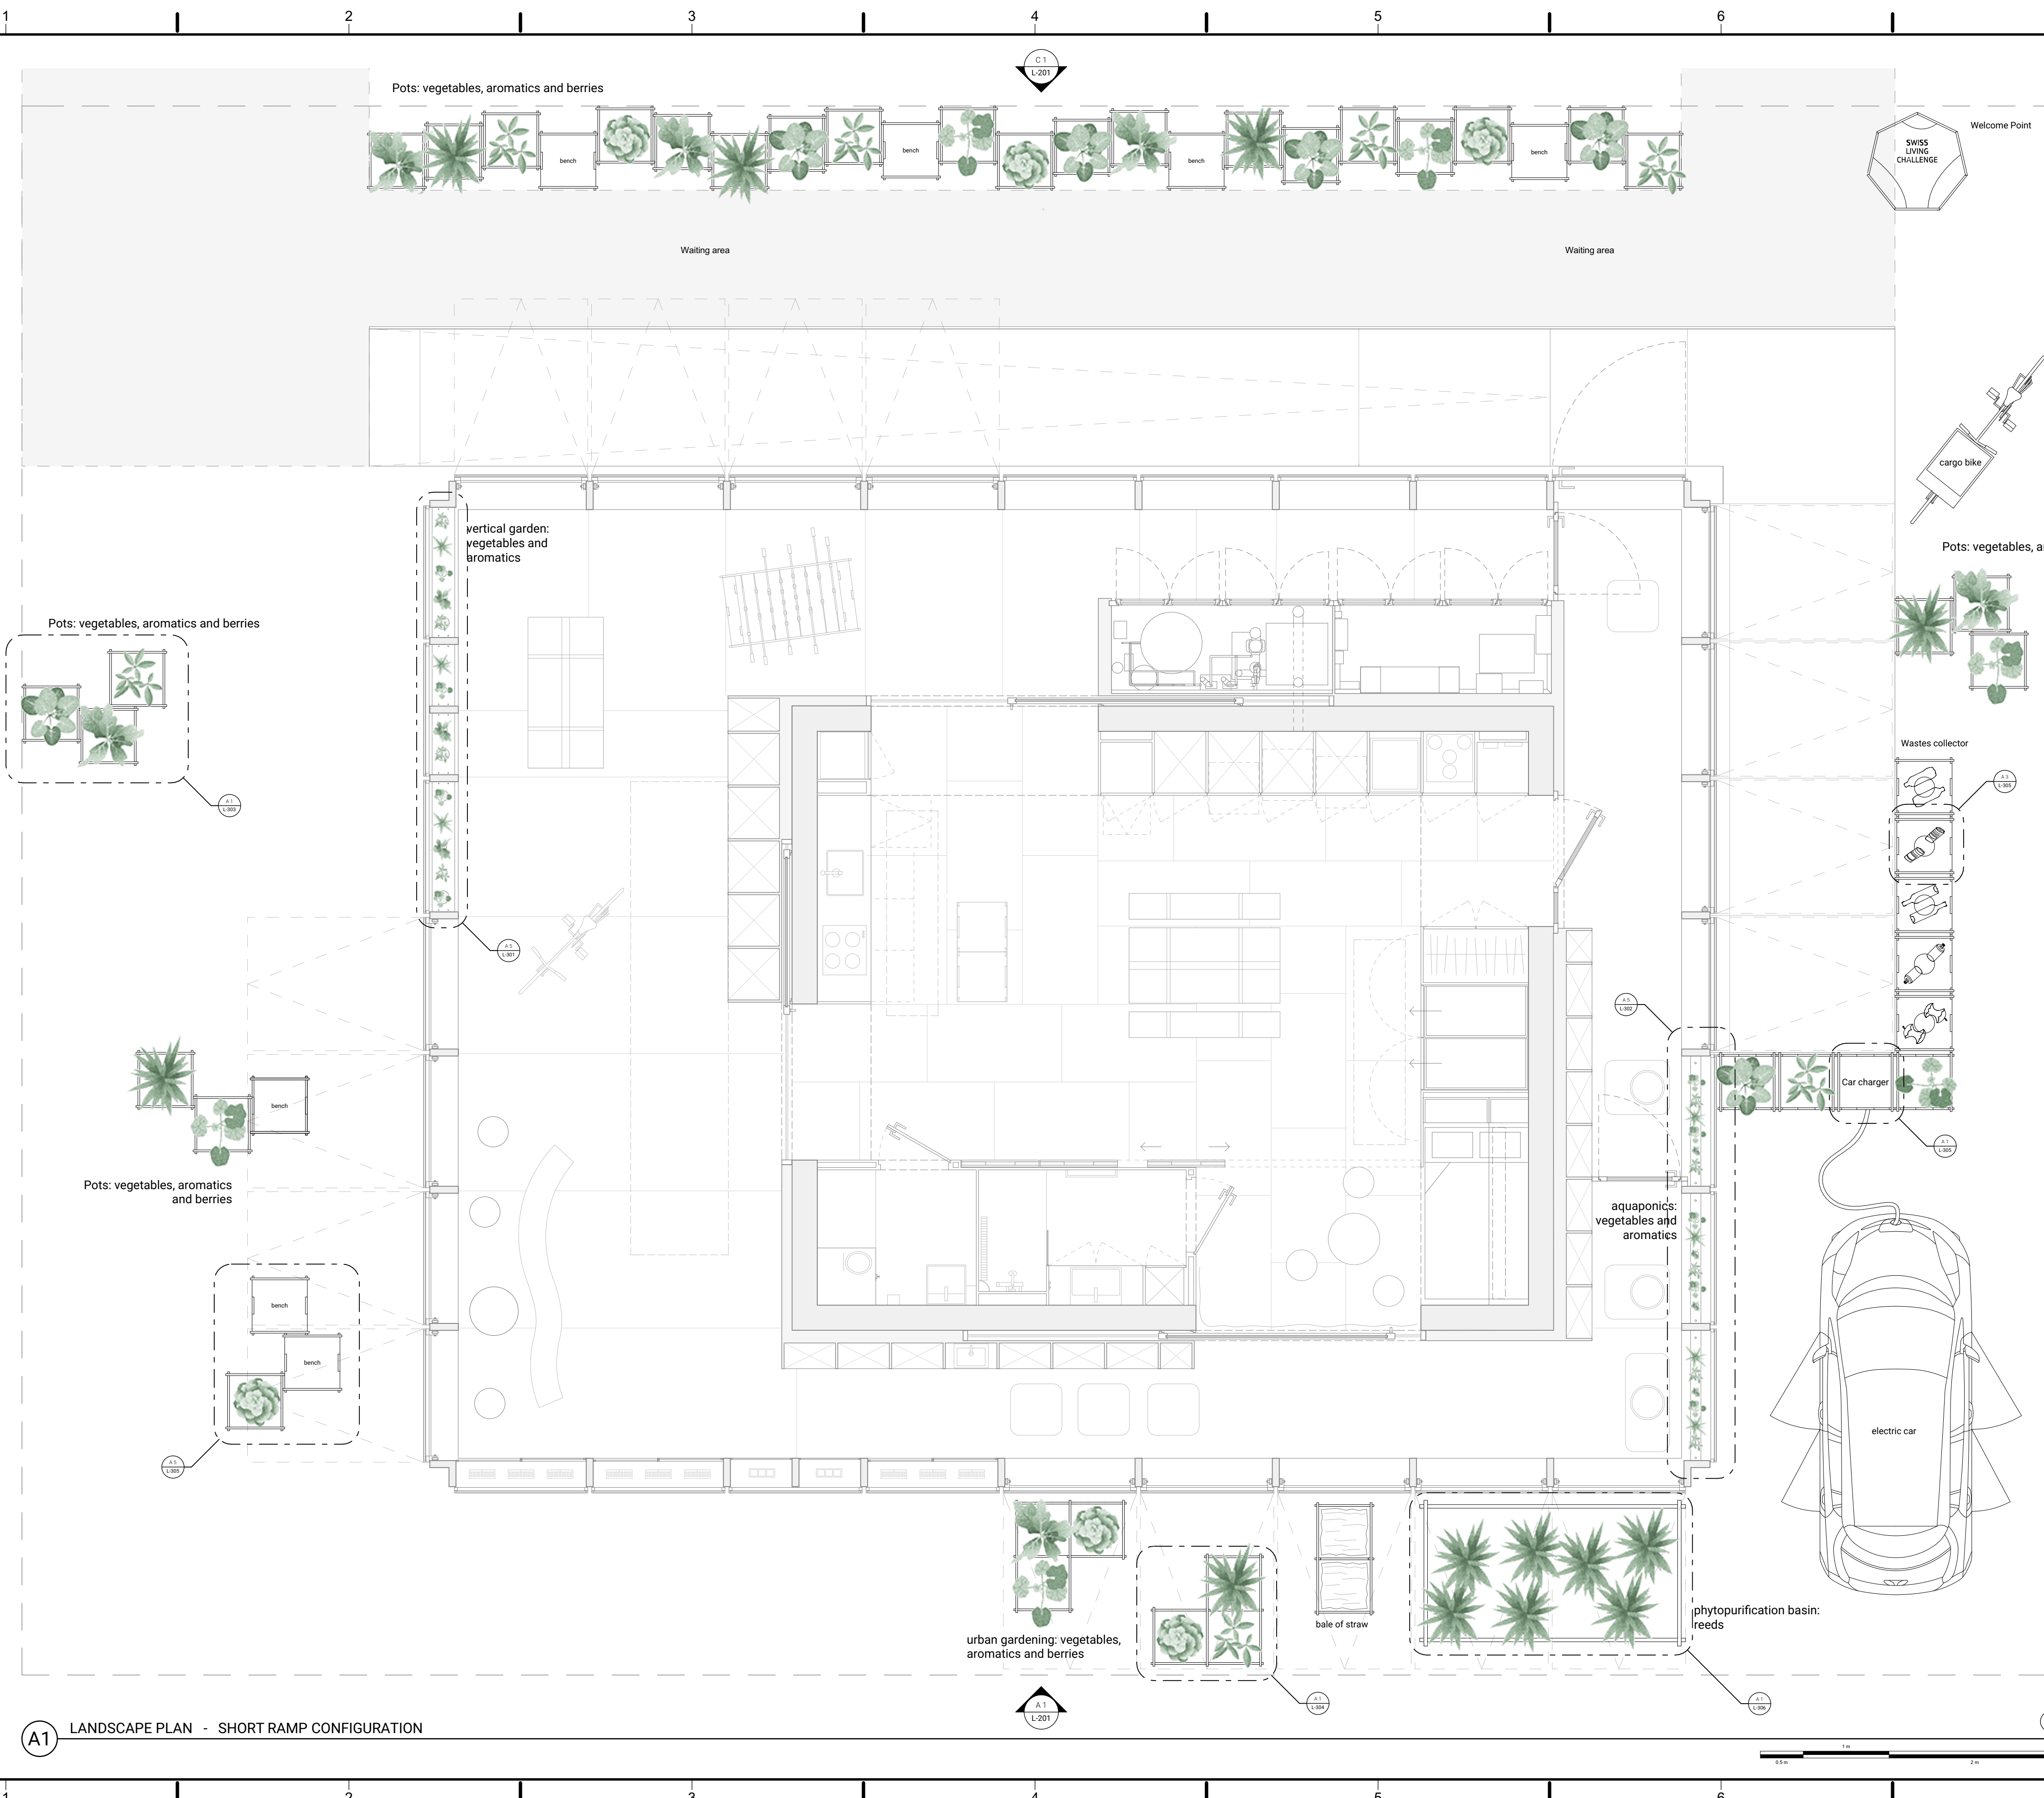 1
2
3
4
5
6
C 1
L-201
Pots: vegetables, aromatics and berries
bench
bench
bench
bench
Welcome Point
SWISS
LIVING
CHALLENGE
Waiting area
Waiting area
cargo bike
vertical garden:
vegetables and
aromatics
Pots: vegetables, a
Pots: vegetables, aromatics and berries
A 1
L-303
Wastes collector
A 3
L-305
A 5
L-301
A 5
L-302
bench
Car charger
A 1
L-305
Pots: vegetables, aromatics
and berries
aquaponics:
vegetables and
aromatics
bench
bench
A 5
L-305
electric car
bale of straw
phytopurification basin:
reeds
urban gardening: vegetables,
aromatics and berries
A 1
L-304
A 1
L-306
A 1
L-201
A1
LANDSCAPE PLAN - SHORT RAMP CONFIGURATION
1 m
0.5 m
2 m
1
2
3
4
5
6